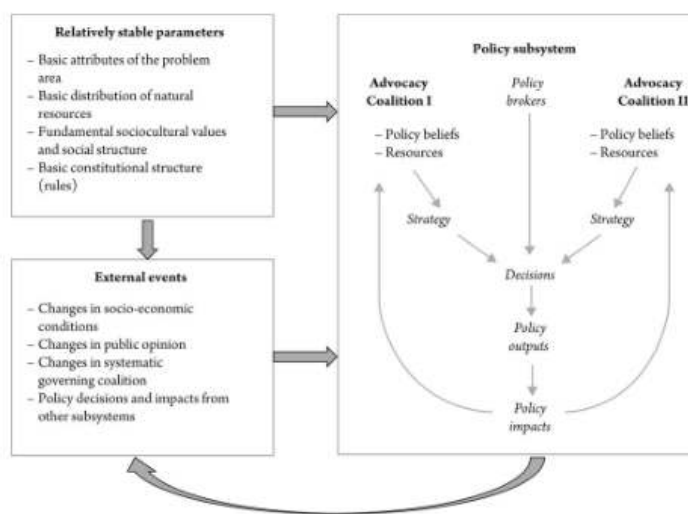 Relatively stable parameters
– Basic attributes of the problem
area
– Basic distribution of natural
resources
– Fundamental sociocultural values
and social structure
– Basic constitutional structure
(rules)
External events
– Changes in socio-economic
conditions
– Changes in public opinion
– Changes in systematic
governing coalition
– Policy decisions and impacts from
other subsystems
Policy subsystem
Advocacy
Coalition I
– Policy beliefs
– Resources
Strategy
Policy
brokers
Advocacy
Coalition II
– Policy beliefs
– Resources
Strategy
Decisions
Policy
outputs
Policy
impacts